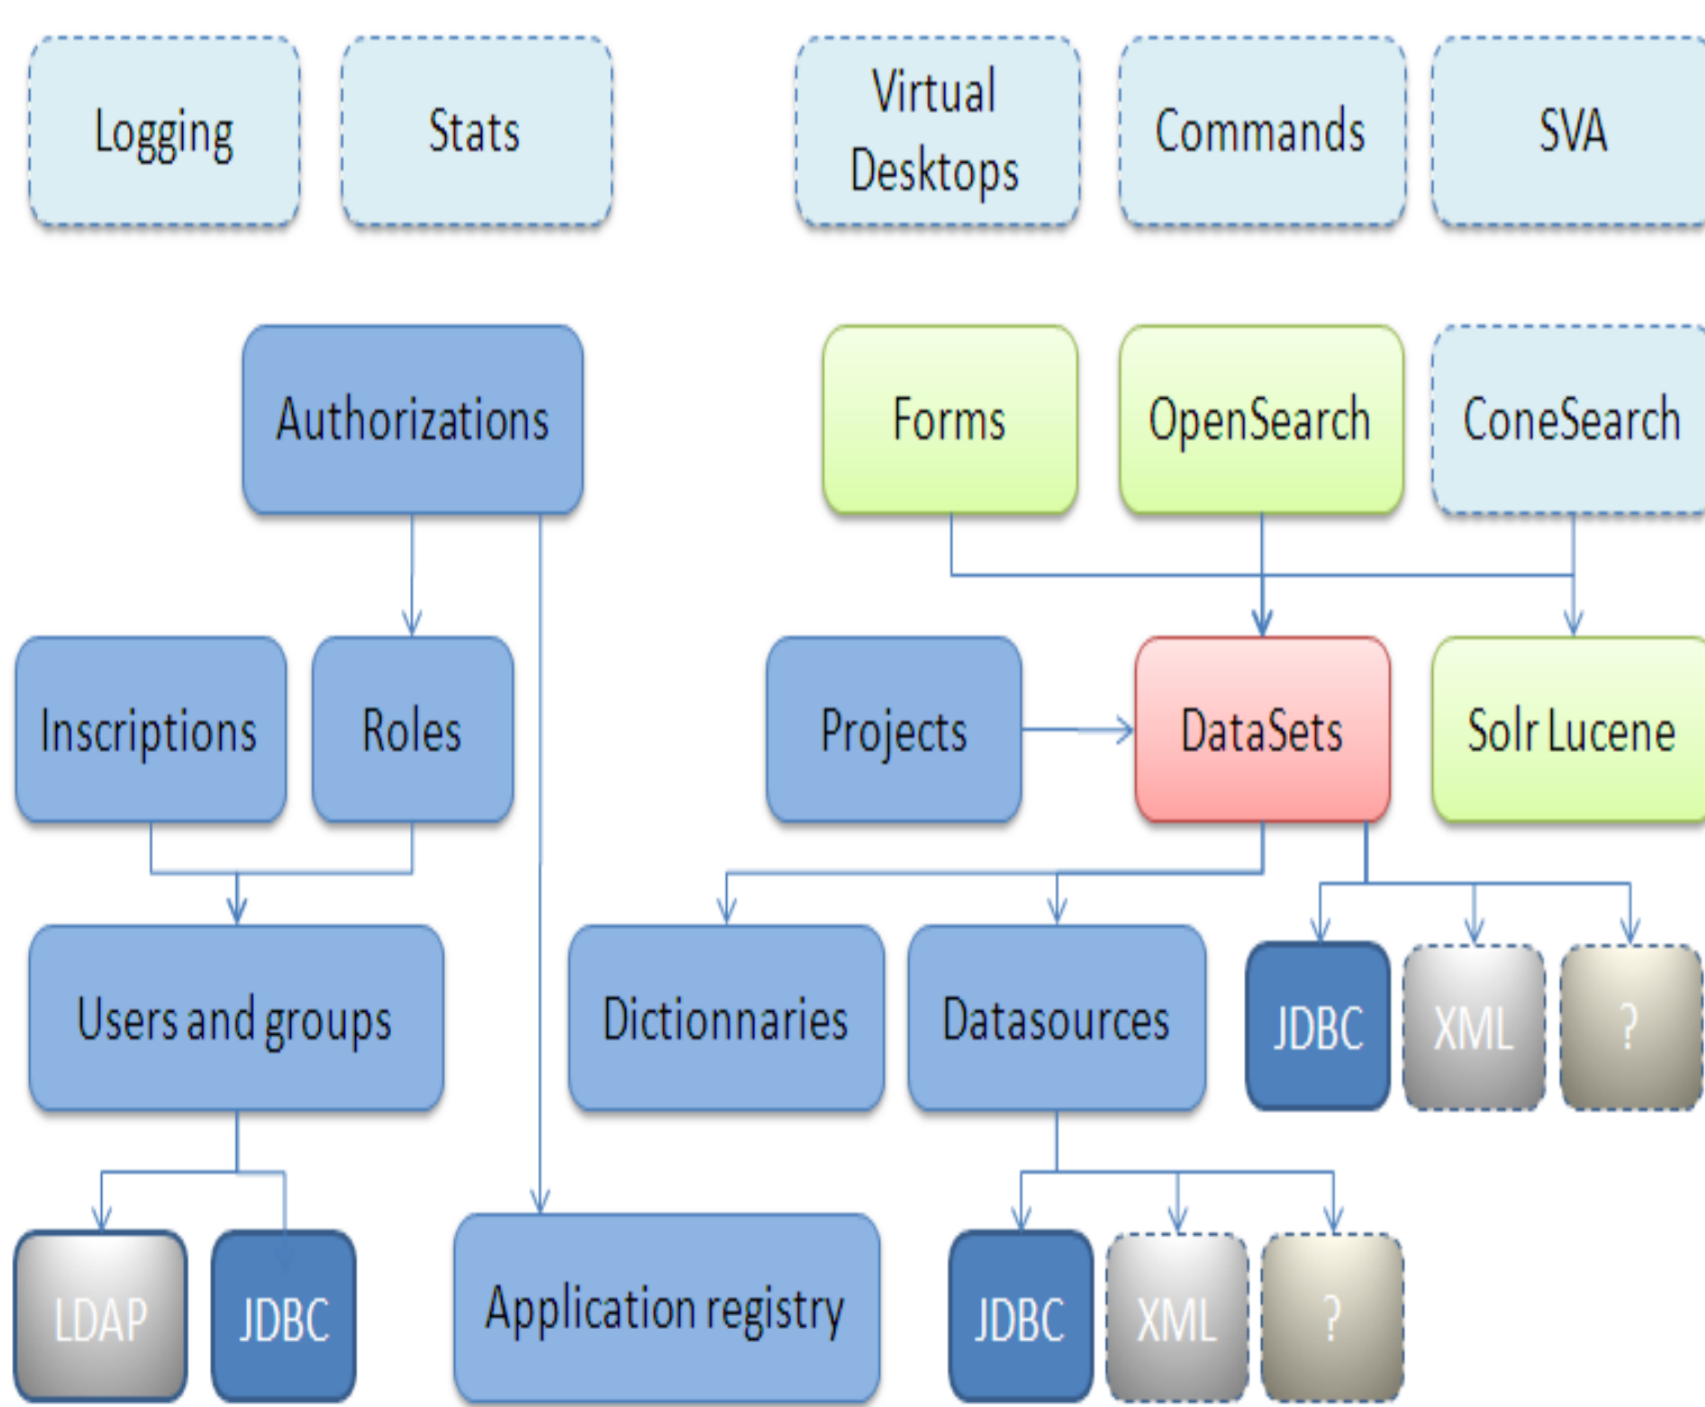 Logging
Stats
Virtual
Desktops
Commands
SVA
Authorizations
Forms
OpenSearch
ConeSearch
Inscriptions
Roles
Projects
DataSets
Solr Lucene
Users and groups
Dictionnaries
Datasources
JDBC
XML
?
LDAP
JDBC
Application registry
JDBC
XML
?